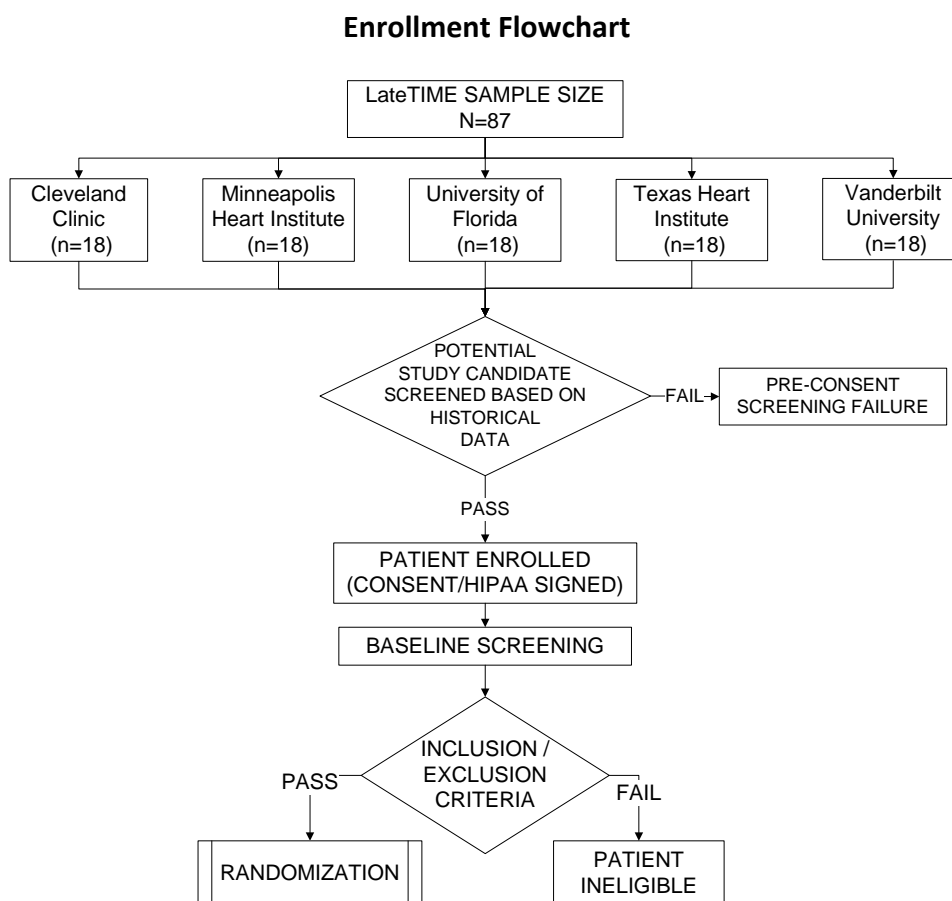 Enrollment Flowchart
LateTIME SAMPLE SIZE
N=87
Cleveland
Clinic
(n=18)
Minneapolis
Heart Institute
(n=18)
University of
Florida
(n=18)
Texas Heart
Institute
(n=18)
Vanderbilt
University
(n=18)
POTENTIAL
STUDY CANDIDATE
SCREENED BASED ON
HISTORICAL
DATA
FAIL
PRE-CONSENT
SCREENING FAILURE
PASS
PATIENT ENROLLED
(CONSENT/HIPAA SIGNED)
BASELINE SCREENING
INCLUSION /
EXCLUSION
CRITERIA
PASS
FAIL
RANDOMIZATION
PATIENT
INELIGIBLE